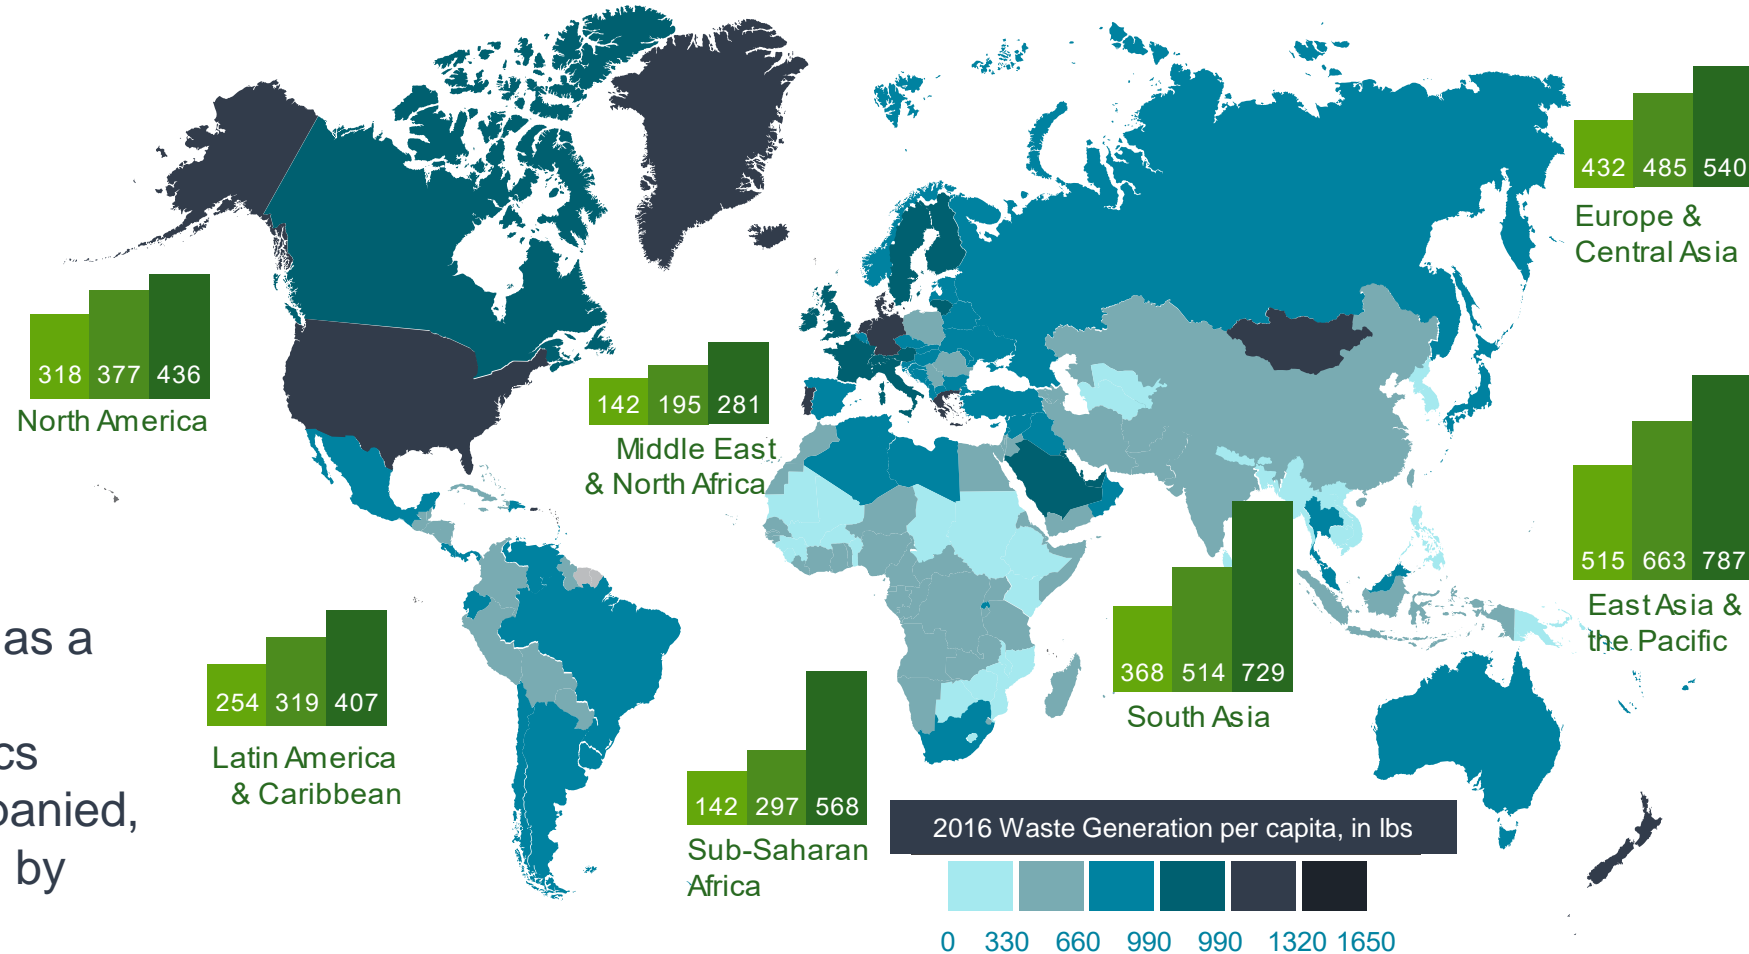 432 485 540
Europe &
Central Asia
318 377 436
North America
142 195 281
Middle East
& North Africa
515 663 787
East Asia &
the Pacific
368 514 729
South Asia
as a
cs
panied,
by
254 319 407
Latin America
& Caribbean
142 297 568
Sub-Saharan
Africa
2016 Waste Generation per capita, in lbs
0 330 660 990 990 1320 1650